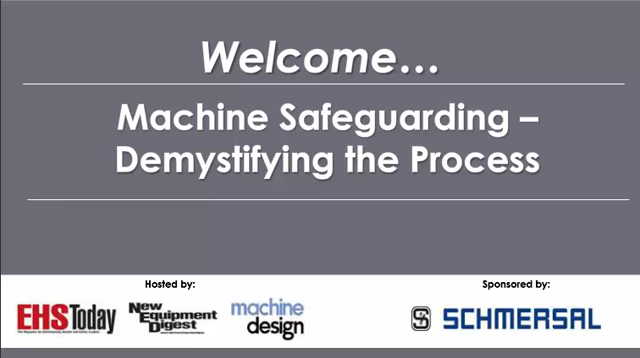 Welcome...
Machine Safeguarding –
Demystifying the Process
Hosted by:
Sponsored by:
EHSToday
New Equipment Digest
machine design
SCHMERSAL